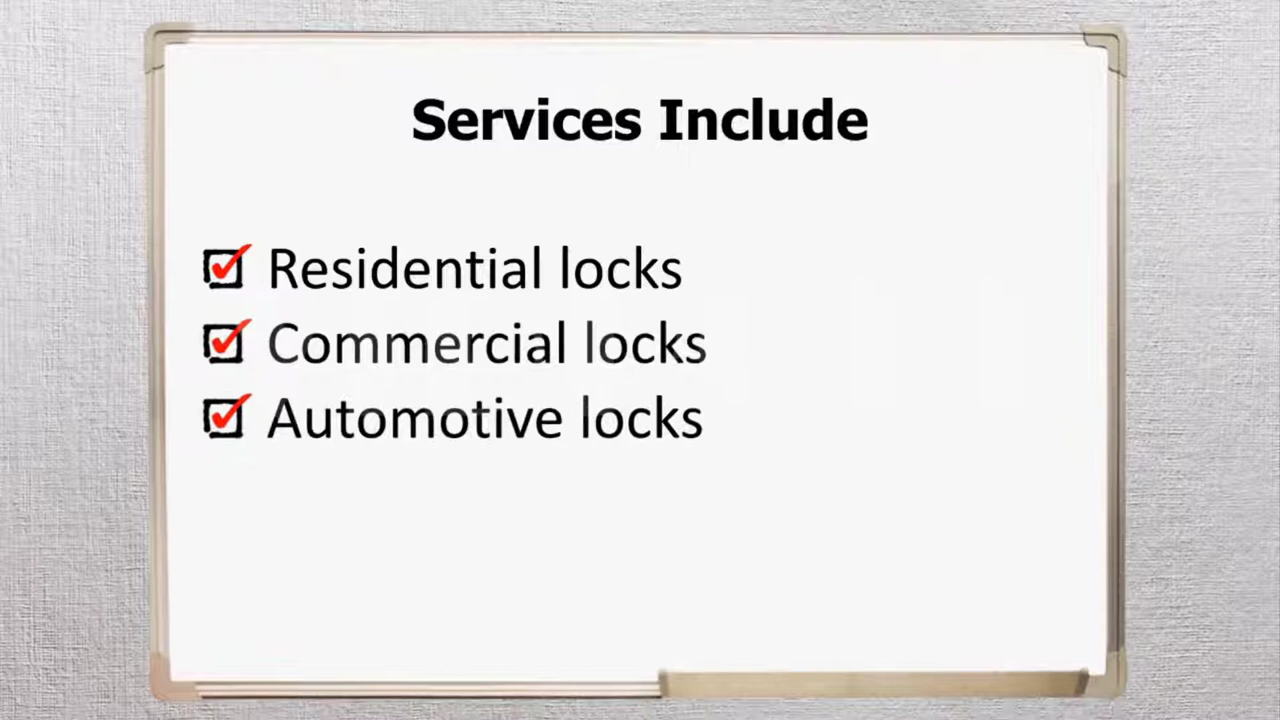 Services Include
Residential locks
Commercial locks
Automotive locks